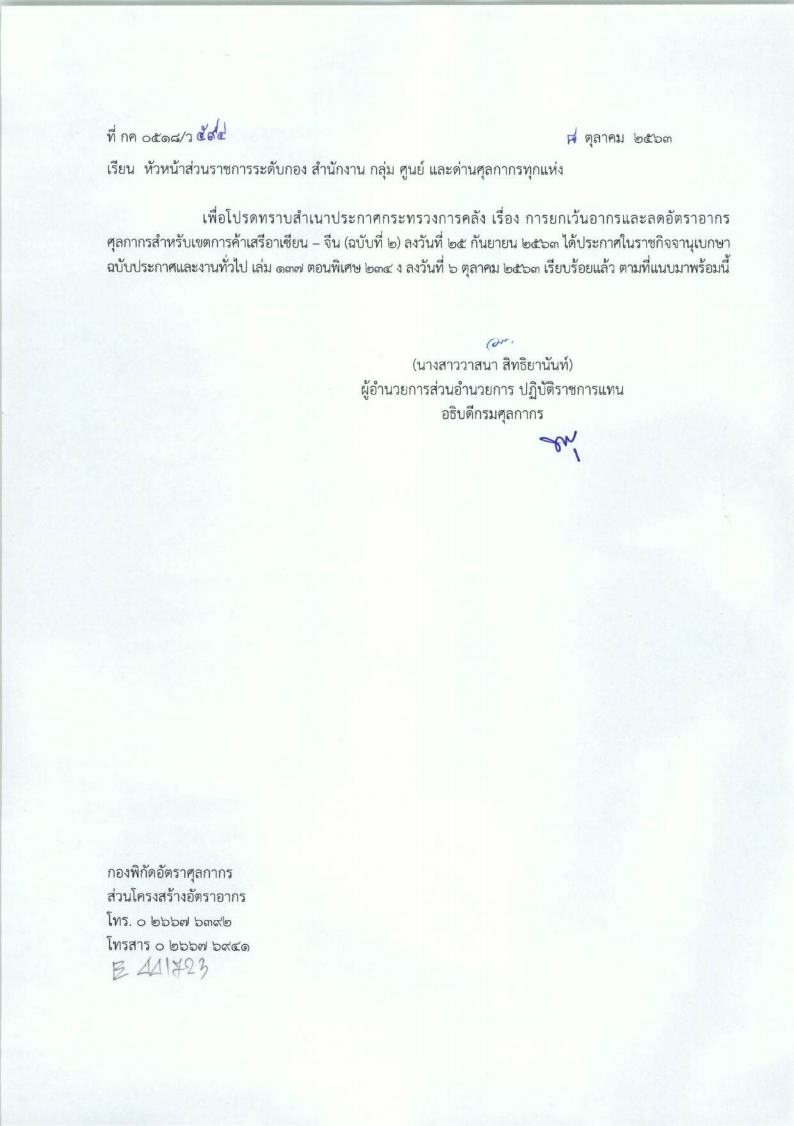 ที่ กค ๐๕๑๘/ว ๕๙๔ ๘ ตุลาคม ๒๕๖๓
เรียน หัวหน้าส่วนราชการระดับกอง สำนักงาน กลุ่ม ศูนย์ และด่านศุลกากรทุกแห่ง
เพื่อโปรดทราบสำเนาประกาศกระทรวงการคลัง เรื่อง การยกเว้นอากรและลดอัตราอากร
ศุลกากรสำหรับเขตการค้าเสรีอาเซียน – จีน (ฉบับที่ ๒) ลงวันที่ ๒๕ กันยายน ๒๕๖๓ ได้ประกาศในราชกิจจานุเบกษา
ฉบับประกาศและงานทั่วไป เล่ม ๑๓๗ ตอนพิเศษ ๒๓๔ ง ลงวันที่ ๖ ตุลาคม ๒๕๖๓ เรียบร้อยแล้ว ตามที่แนบมาพร้อมนี้
(นางสาววาสนา สิทธิยานันท์)
ผู้อำนวยการส่วนอำนวยการ ปฏิบัติราชการแทน
อธิบดีกรมศุลกากร
กองพิกัดอัตราศุลกากร
ส่วนโครงสร้างอัตราอากร
โทร. ๐ ๒๖๖๗ ๖๓๙๒
โทรสาร ๐ ๒๖๖๗ ๖๙๔๑
E 441723